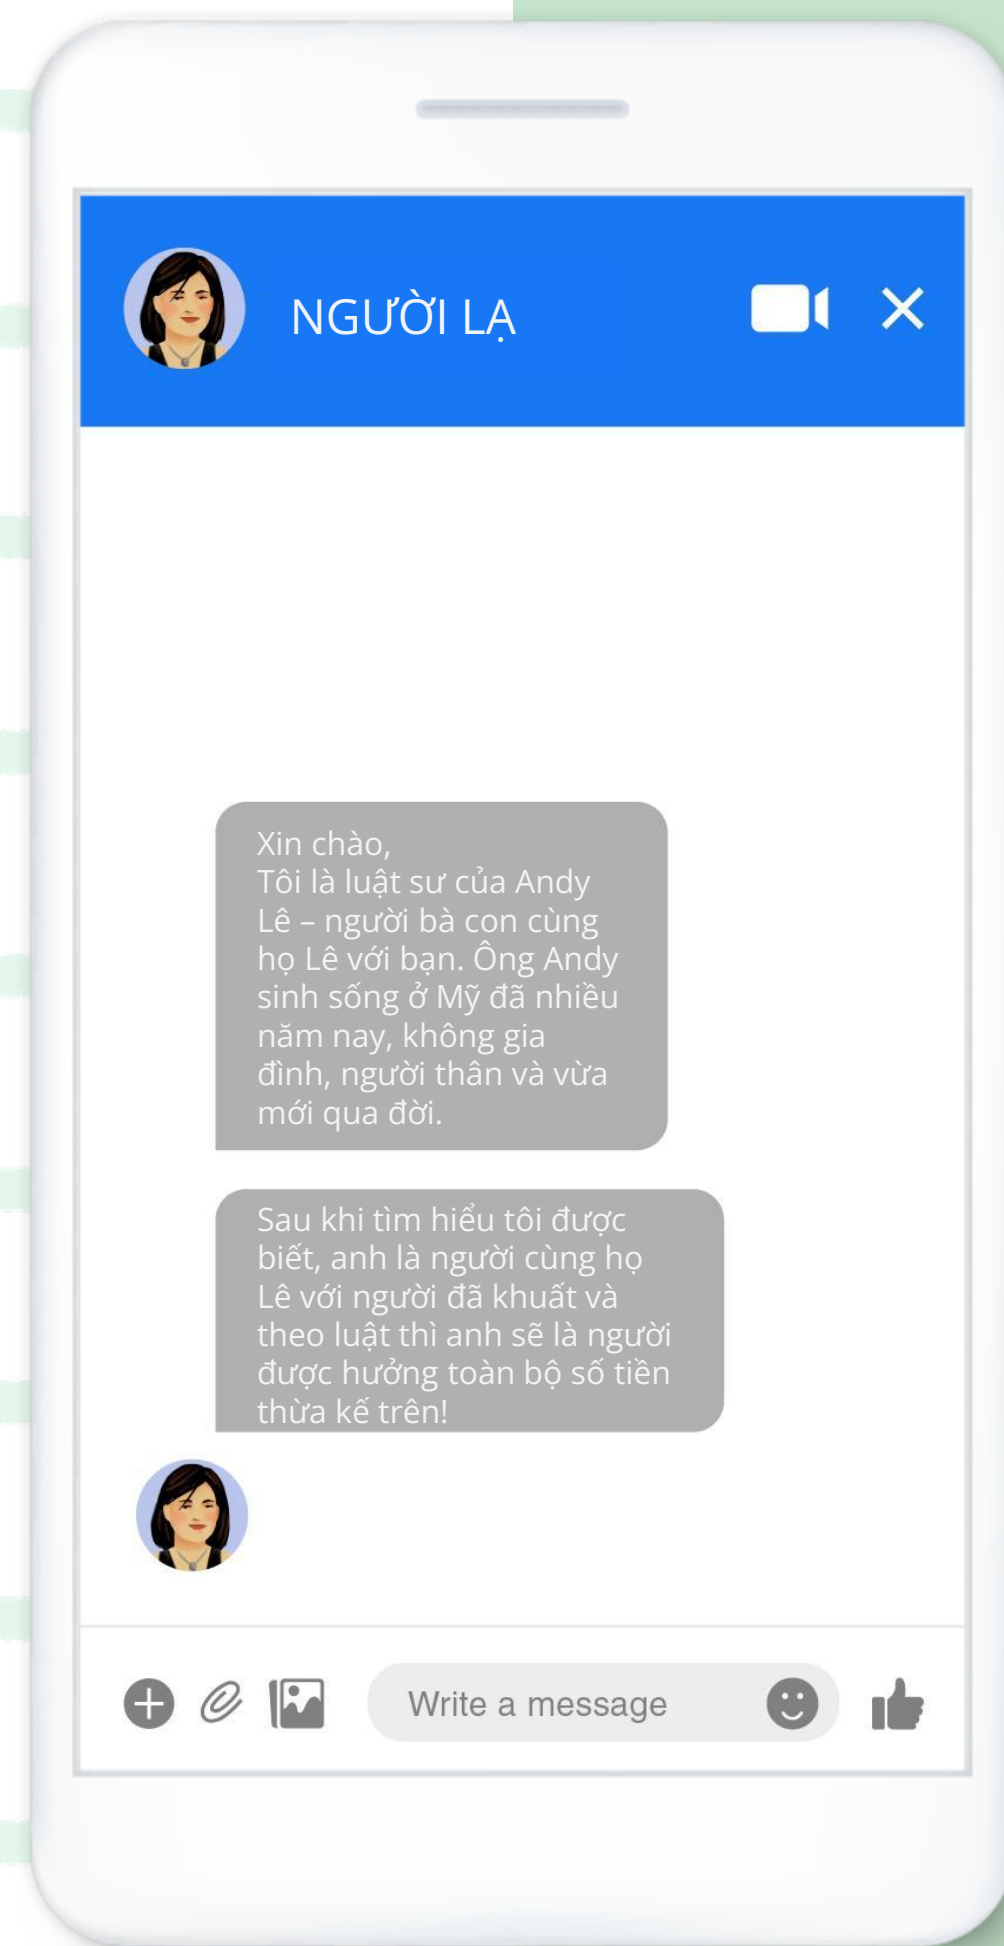 NGƯỜI LẠ
Xin chào,
Tôi là luật sư của Andy
Lê – người bà con cùng
họ Lê với bạn. Ông Andy
sinh sống ở Mỹ đã nhiều
năm nay, không gia
đình, người thân và vừa
mới qua đời.
Sau khi tìm hiểu tôi được
biết, anh là người cùng họ
Lê với người đã khuất và
theo luật thì anh sẽ là người
được hưởng toàn bộ số tiền
thừa kế trên!
Write a message